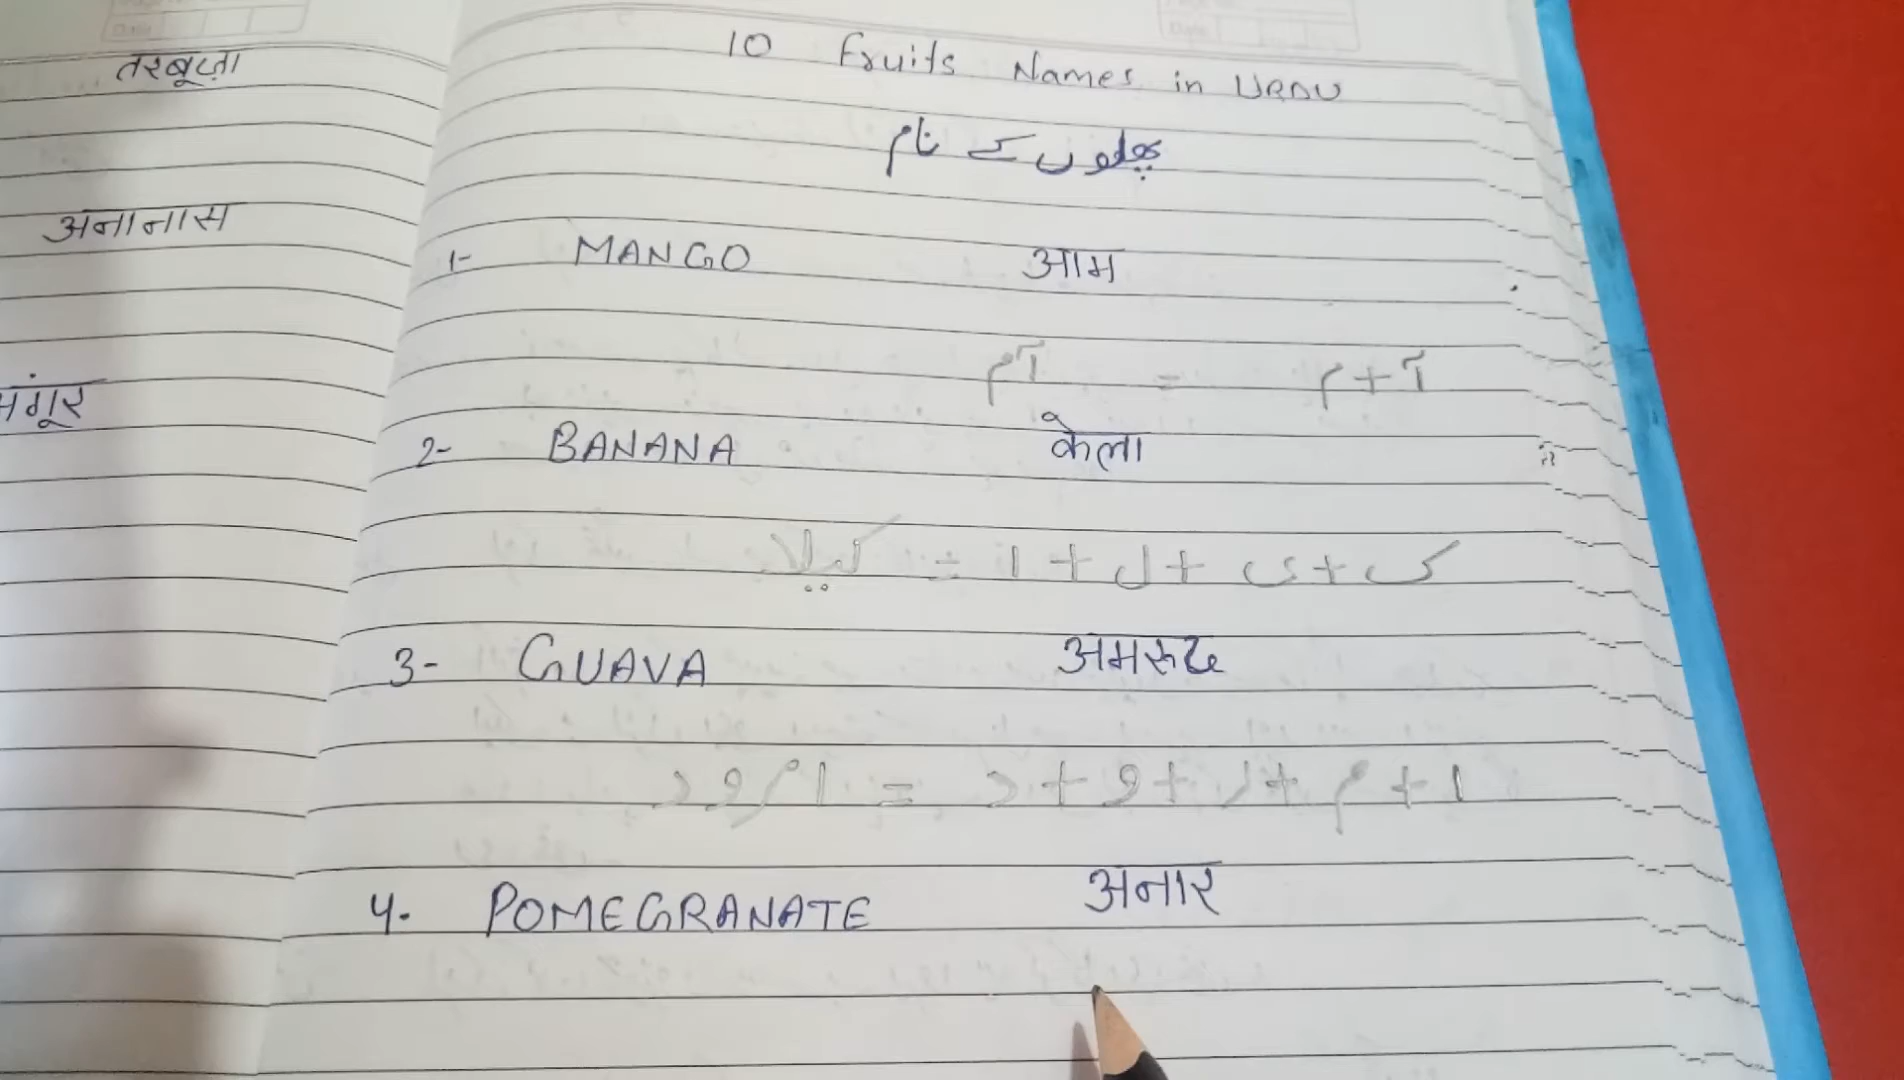 तरबूज़ा
अनानास
अंगूर
10 Fruits Names in URDU
پھلوں کے نام
1- MANGO आम
آ + م = آم
2- BANANA केला
ک + ی + ل + ا = کیلا
3- GUAVA अमरूद
ا + م + ر + و + د = امرود
4. POMEGRANATE अनार